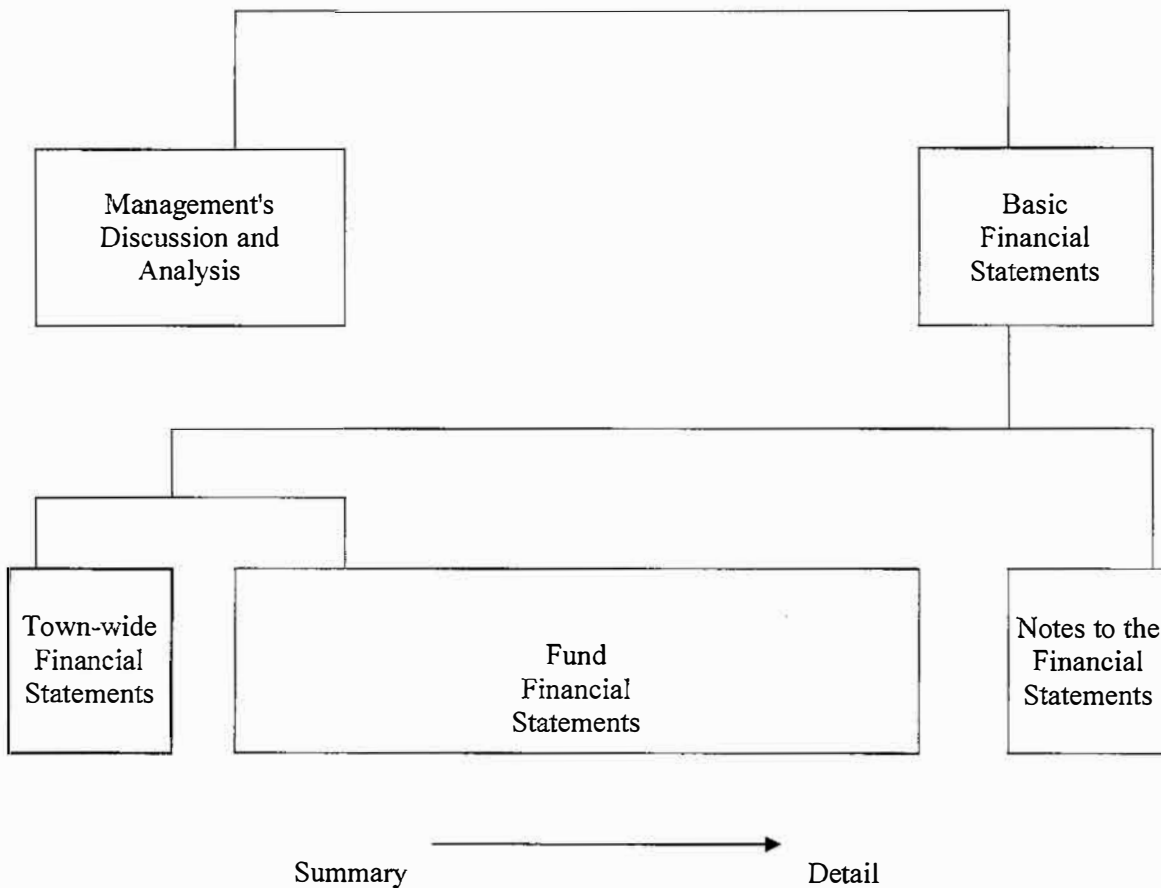 Management's
Discussion and
Analysis
Basic
Financial
Statements
Town-wide
Financial
Statements
Fund
Financial
Statements
Notes to the
Financial
Statements
Summary
Detail